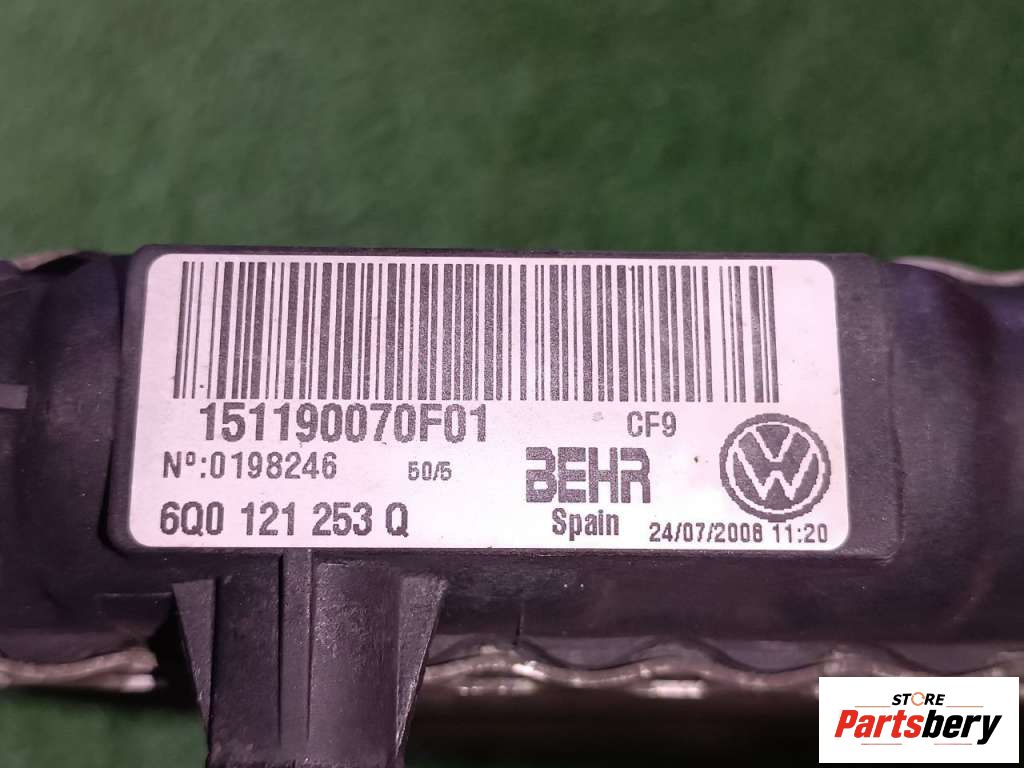 151190070F01 CF9
Nº:0198246 50/5 BEHR
6Q0 121 253 Q Spain 24/07/2008 11:20
STORE
Partsbery